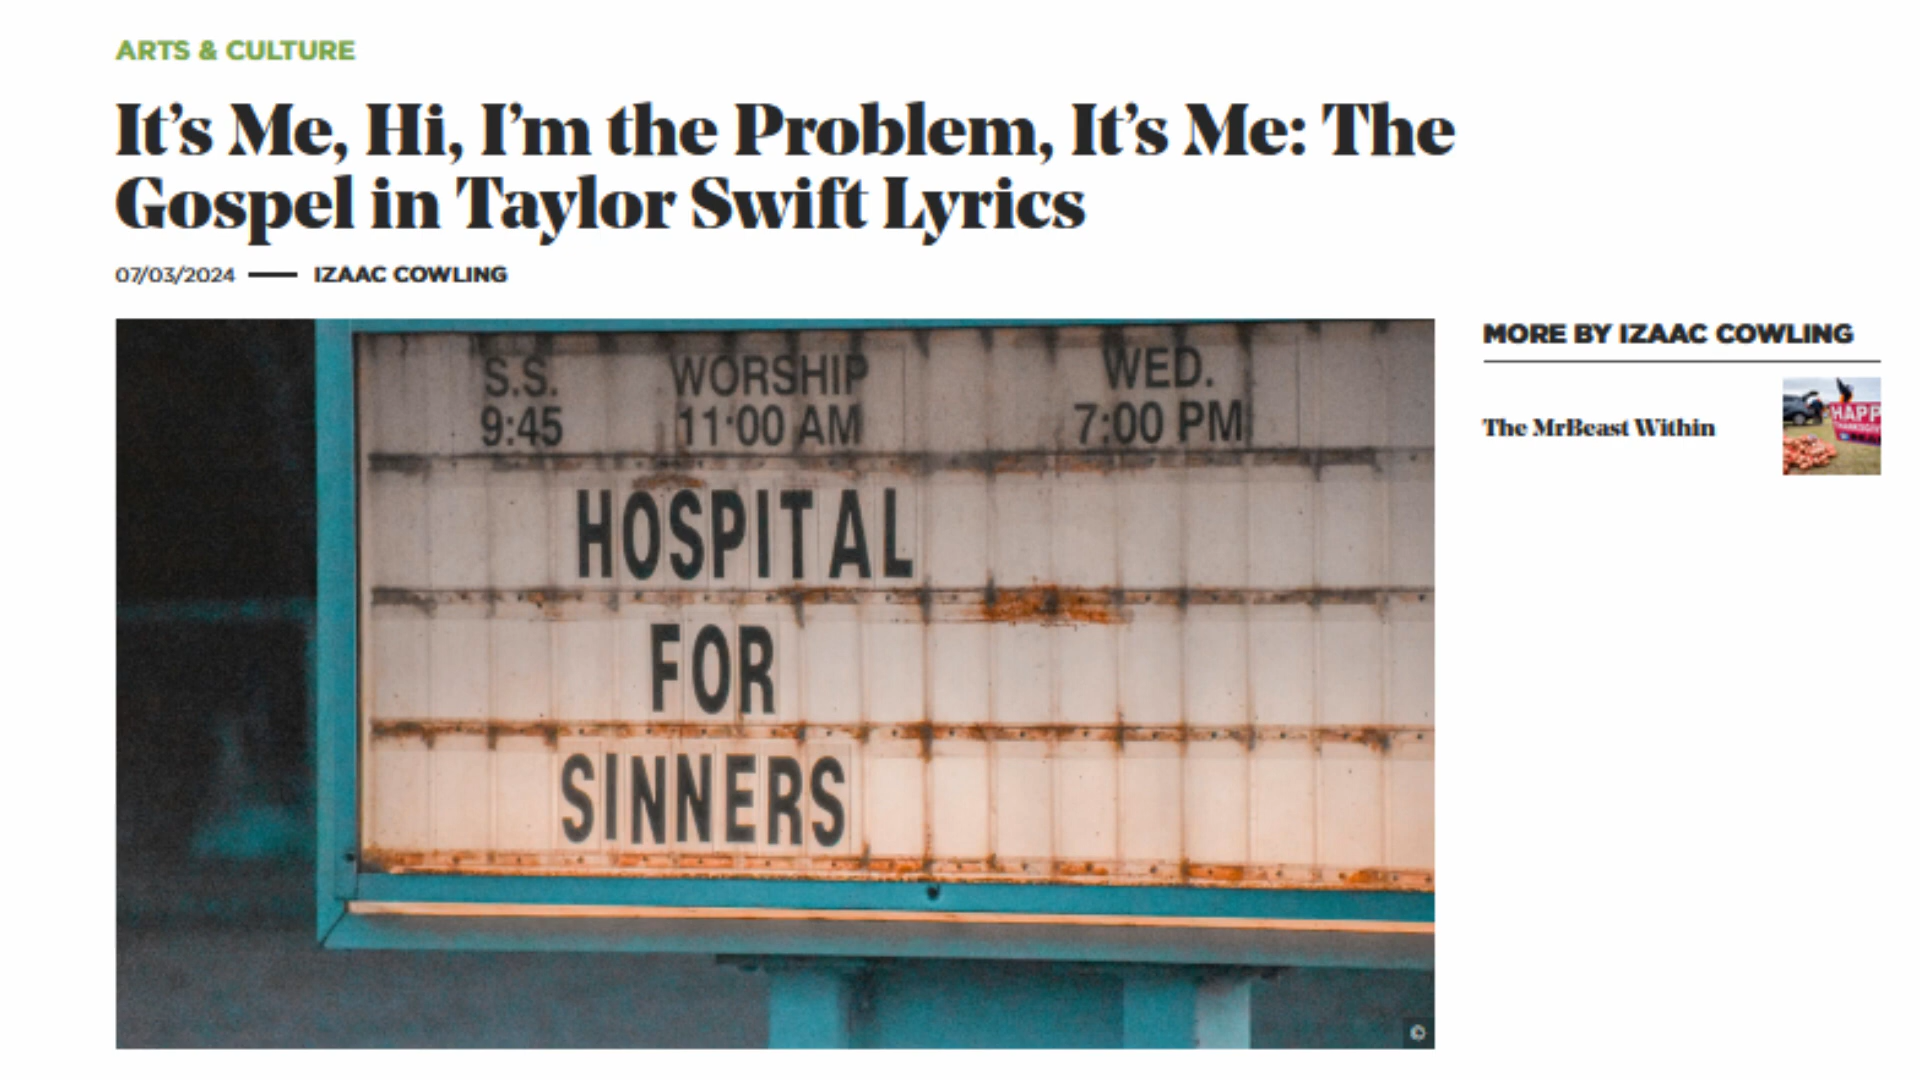 ARTS & CULTURE
It’s Me, Hi, I’m the Problem, It’s Me: The
Gospel in Taylor Swift Lyrics
07/03/2024 — IZAAC COWLING
S.S. WORSHIP WED.
9:45 11:00 AM 7:00 PM
HOSPITAL
FOR
SINNERS
©
MORE BY IZAAC COWLING
The MrBeast Within
HAPP